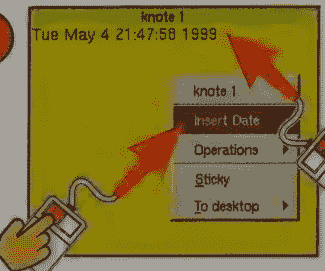 knote 1
Tue May 4 21:47:58 1999
knote 1
Insert Date
Operations
Sticky
To desktop